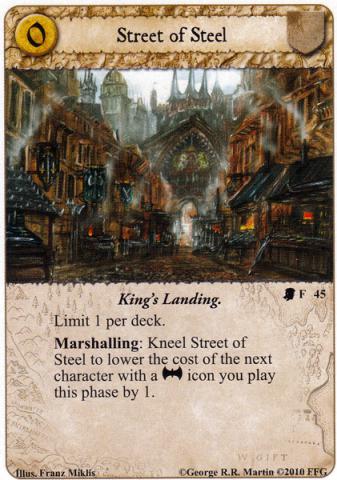 0
Street of Steel
King's Landing.
F 45
Limit 1 per deck.
Marshalling: Kneel Street of
Steel to lower the cost of the next
character with a icon you play
this phase by 1.
W. GIFT
Illus. Franz Miklis
©George R.R. Martin ©2010 FFG